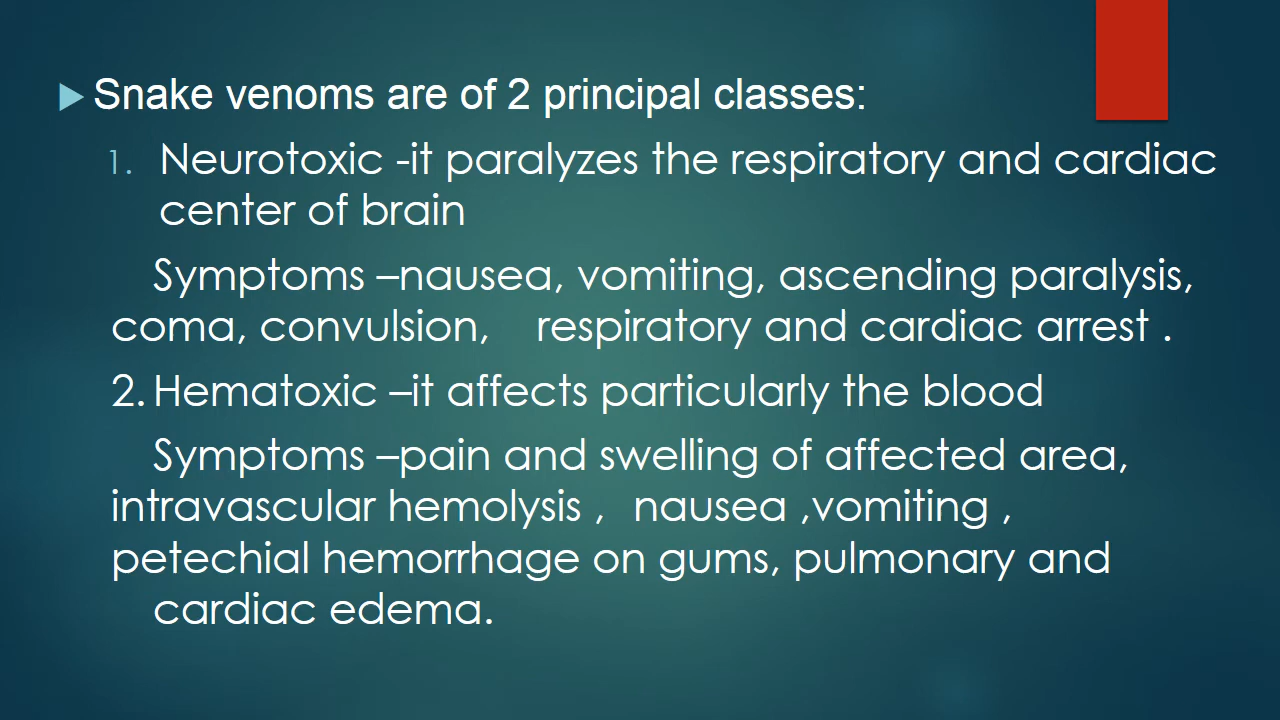 Snake venoms are of 2 principal classes:
1. Neurotoxic -it paralyzes the respiratory and cardiac
center of brain
Symptoms –nausea, vomiting, ascending paralysis,
coma, convulsion, respiratory and cardiac arrest .
2. Hematoxic –it affects particularly the blood
Symptoms –pain and swelling of affected area,
intravascular hemolysis , nausea ,vomiting ,
petechial hemorrhage on gums, pulmonary and
cardiac edema.